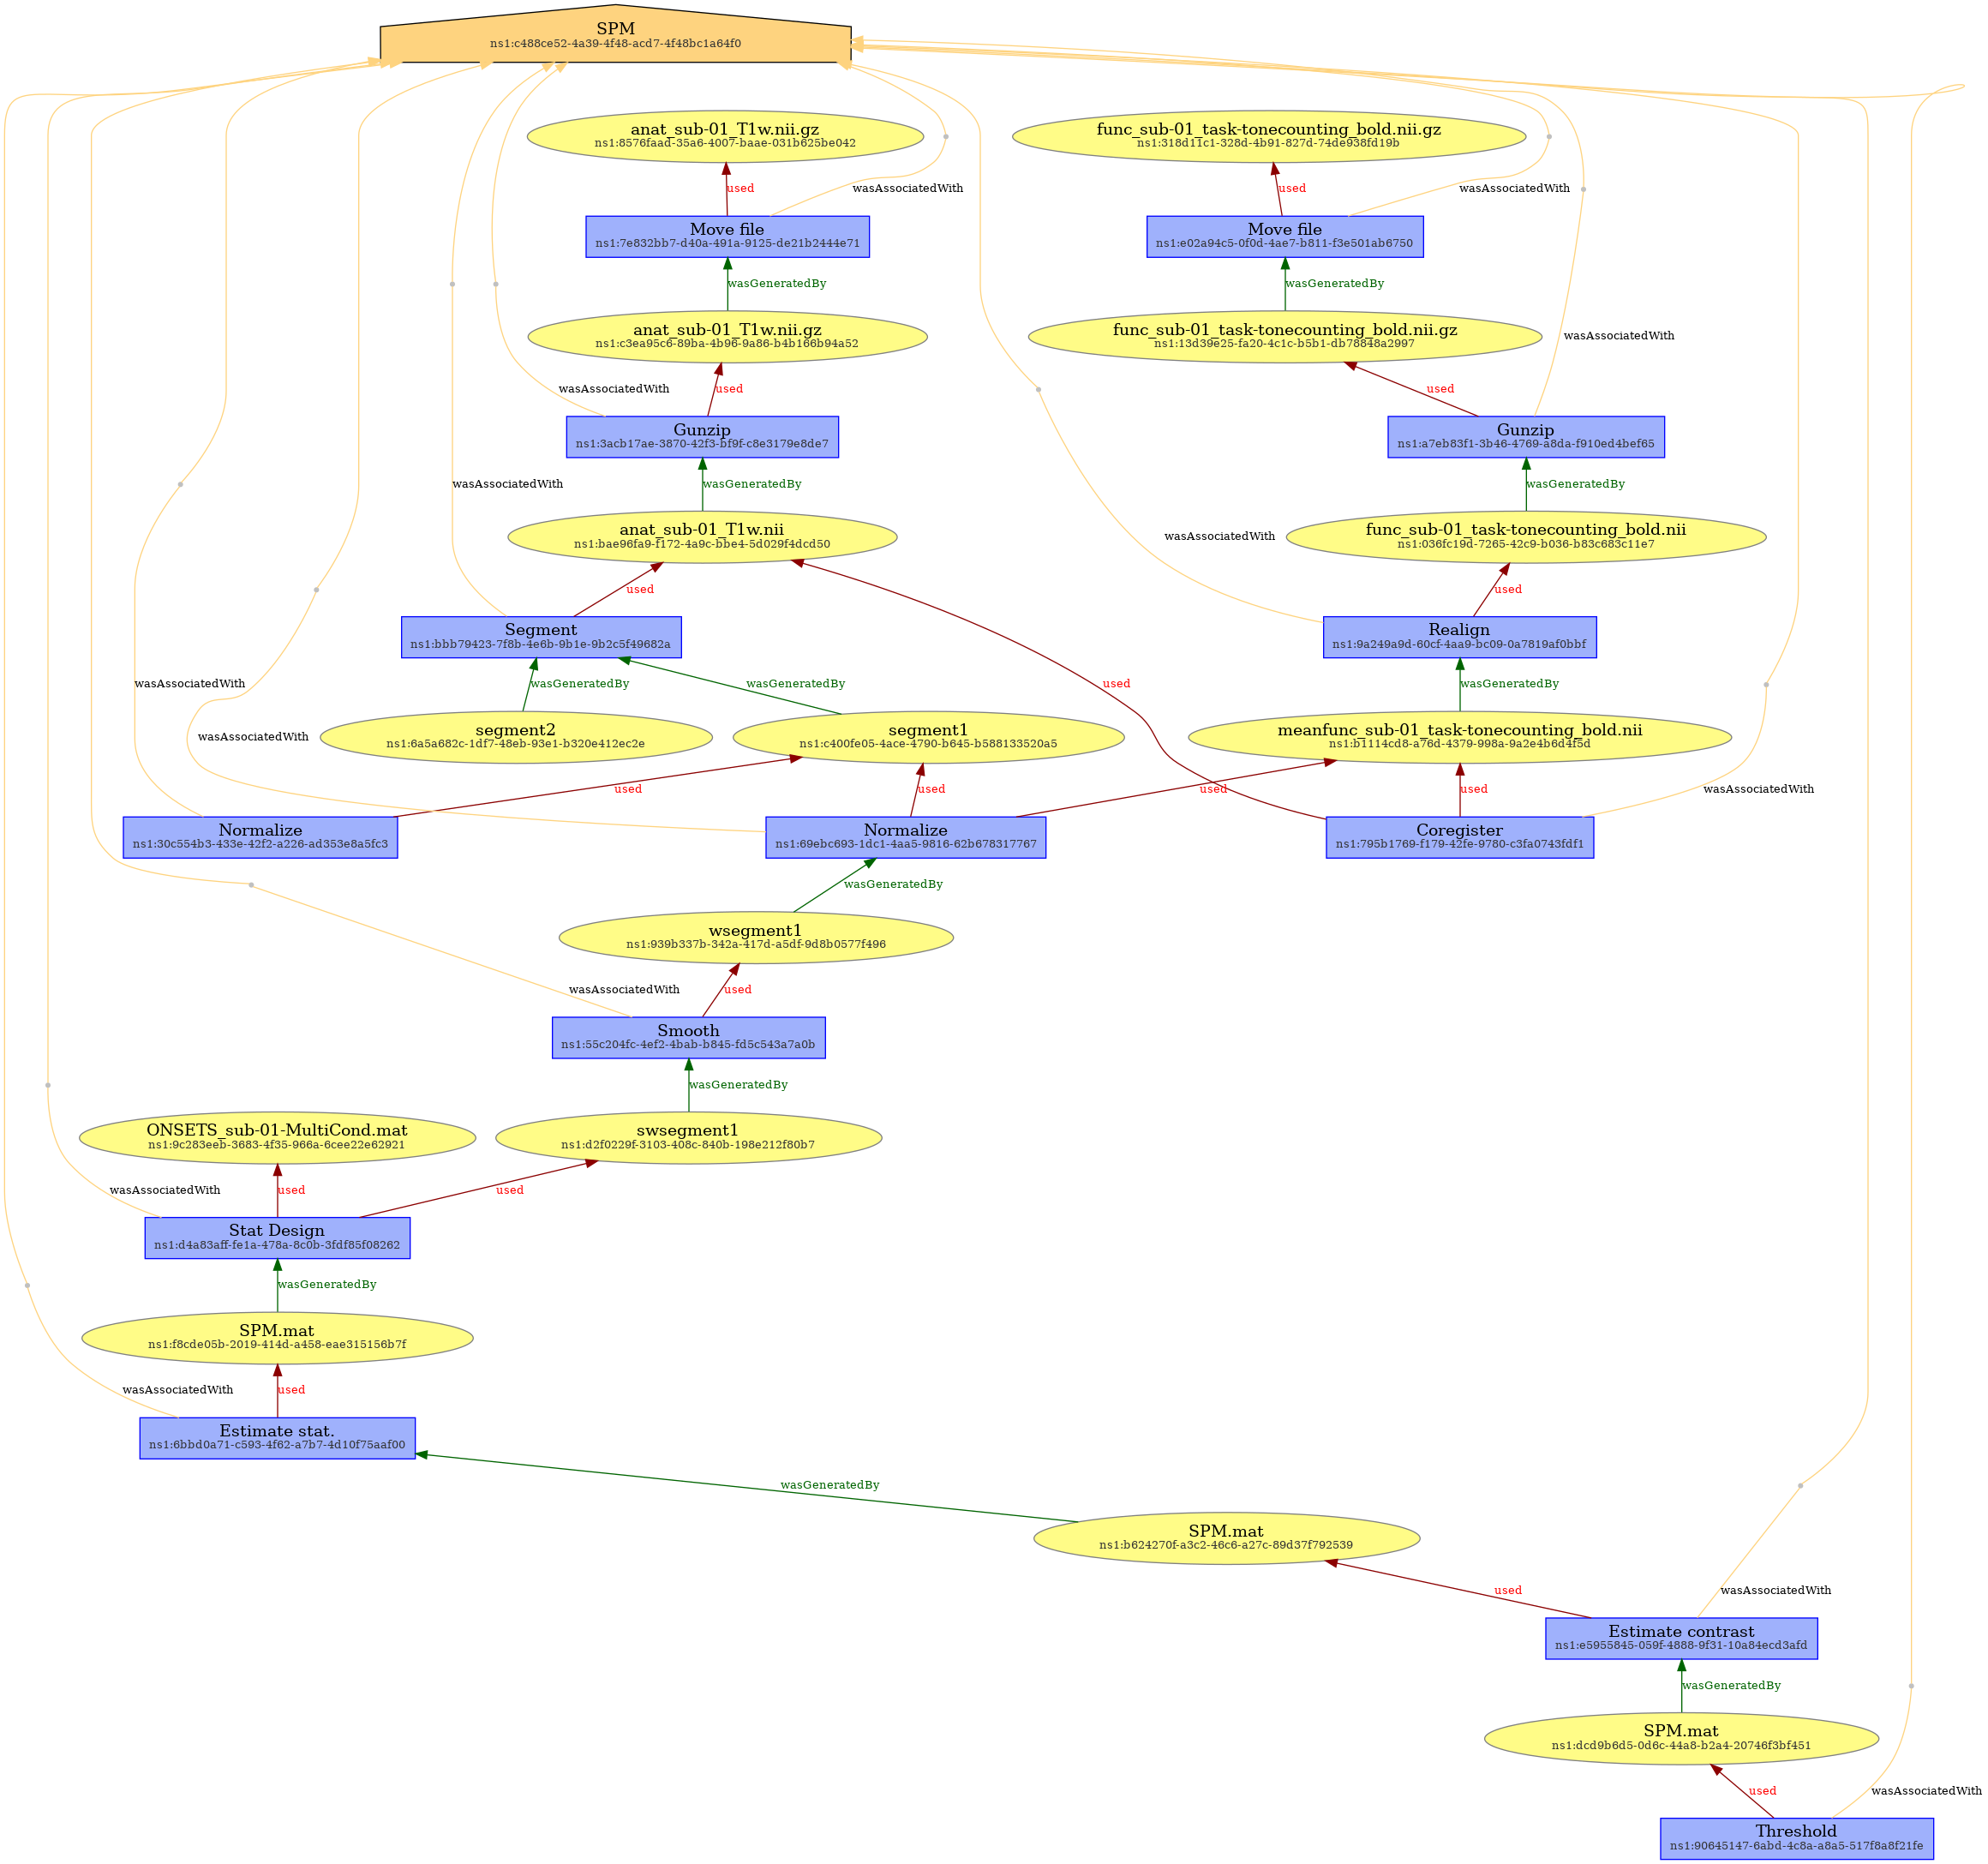 SPM
ns1:c488ce52-4a39-4f48-acd7-4f48bc1a64f0
anat_sub-01_T1w.nii.gz
ns1:8576faad-35a6-4007-baae-031b625be042
func_sub-01_task-tonecounting_bold.nii.gz
ns1:318d11c1-328d-4b91-827d-74de938fd19b
used
wasAssociatedWith
used
wasAssociatedWith
Move file
ns1:7e832bb7-d40a-491a-9125-de21b2444e71
Move file
ns1:e02a94c5-0f0d-4ae7-b811-f3e501ab6750
wasGeneratedBy
wasGeneratedBy
anat_sub-01_T1w.nii.gz
ns1:c3ea95c6-89ba-4b96-9a86-b4b166b94a52
func_sub-01_task-tonecounting_bold.nii.gz
ns1:13d39e25-fa20-4c1c-b5b1-db78848a2997
wasAssociatedWith
wasAssociatedWith
used
used
Gunzip
ns1:3acb17ae-3870-42f3-bf9f-c8e3179e8de7
Gunzip
ns1:a7eb83f1-3b46-4769-a8da-f910ed4bef65
wasAssociatedWith
wasGeneratedBy
wasGeneratedBy
anat_sub-01_T1w.nii
ns1:bae96fa9-f172-4a9c-bbe4-5d029f4dcd50
wasAssociatedWith
func_sub-01_task-tonecounting_bold.nii
ns1:036fc19d-7265-42c9-b036-b83c683c11e7
used
used
Segment
ns1:bbb79423-7f8b-4e6b-9b1e-9b2c5f49682a
Realign
ns1:9a249a9d-60cf-4aa9-bc09-0a7819af0bbf
wasAssociatedWith
wasGeneratedBy
wasGeneratedBy
used
wasGeneratedBy
wasAssociatedWith
segment2
ns1:6a5a682c-1df7-48eb-93e1-b320e412ec2e
segment1
ns1:c400fe05-4ace-4790-b645-b588133520a5
meanfunc_sub-01_task-tonecounting_bold.nii
ns1:b1114cd8-a76d-4379-998a-9a2e4b6d4f5d
used
used
used
used
wasAssociatedWith
Normalize
ns1:30c554b3-433e-42f2-a226-ad353e8a5fc3
Normalize
ns1:69ebc693-1dc1-4aa5-9816-62b678317767
Coregister
ns1:795b1769-f179-42fe-9780-c3fa0743fdf1
wasGeneratedBy
wsegment1
ns1:939b337b-342a-417d-a5df-9d8b0577f496
wasAssociatedWith
used
Smooth
ns1:55c204fc-4ef2-4bab-b845-fd5c543a7a0b
wasGeneratedBy
ONSETS_sub-01-MultiCond.mat
ns1:9c283eeb-3683-4f35-966a-6cee22e62921
swsegment1
ns1:d2f0229f-3103-408c-840b-198e212f80b7
wasAssociatedWith
used
used
Stat Design
ns1:d4a83aff-fe1a-478a-8c0b-3fdf85f08262
wasGeneratedBy
SPM.mat
ns1:f8cde05b-2019-414d-a458-eae315156b7f
wasAssociatedWith
used
Estimate stat.
ns1:6bbd0a71-c593-4f62-a7b7-4d10f75aaf00
wasGeneratedBy
SPM.mat
ns1:b624270f-a3c2-46c6-a27c-89d37f792539
used
wasAssociatedWith
Estimate contrast
ns1:e5955845-059f-4888-9f31-10a84ecd3afd
wasGeneratedBy
SPM.mat
ns1:dcd9b6d5-0d6c-44a8-b2a4-20746f3bf451
used
wasAssociatedWith
Threshold
ns1:90645147-6abd-4c8a-a8a5-517f8a8f21fe